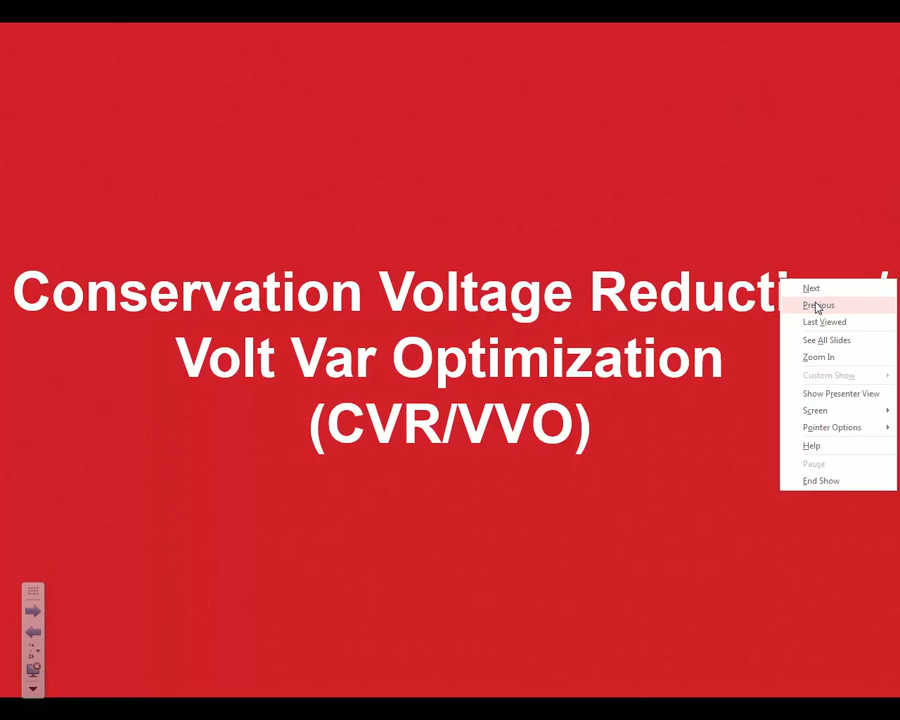 Conservation Voltage Reducti /
Volt Var Optimization
(CVR/VVO)
Next
Previous
Last Viewed
See All Slides
Zoom In
Custom Show
Show Presenter View
Screen
Pointer Options
Help
Pause
End Show